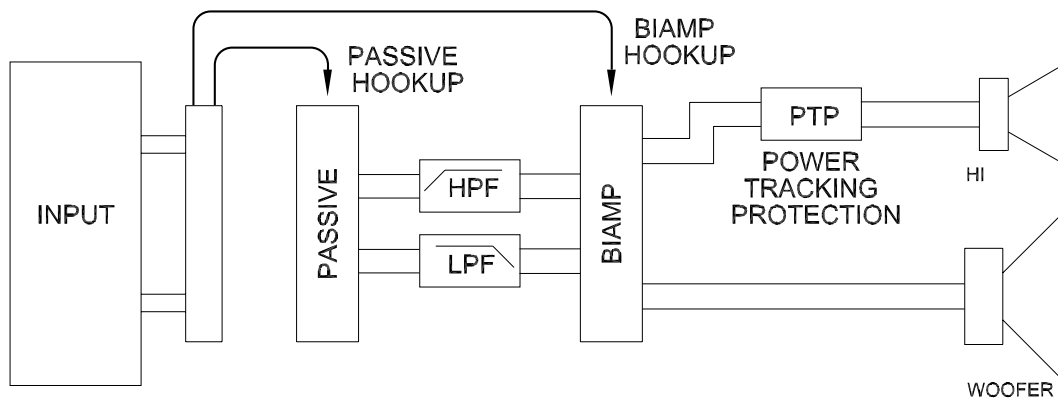 BIAMP
HOOKUP
PASSIVE
HOOKUP
INPUT
PASSIVE
HPF
LPF
BIAMP
PTP
POWER
TRACKING
PROTECTION
HI
WOOFER